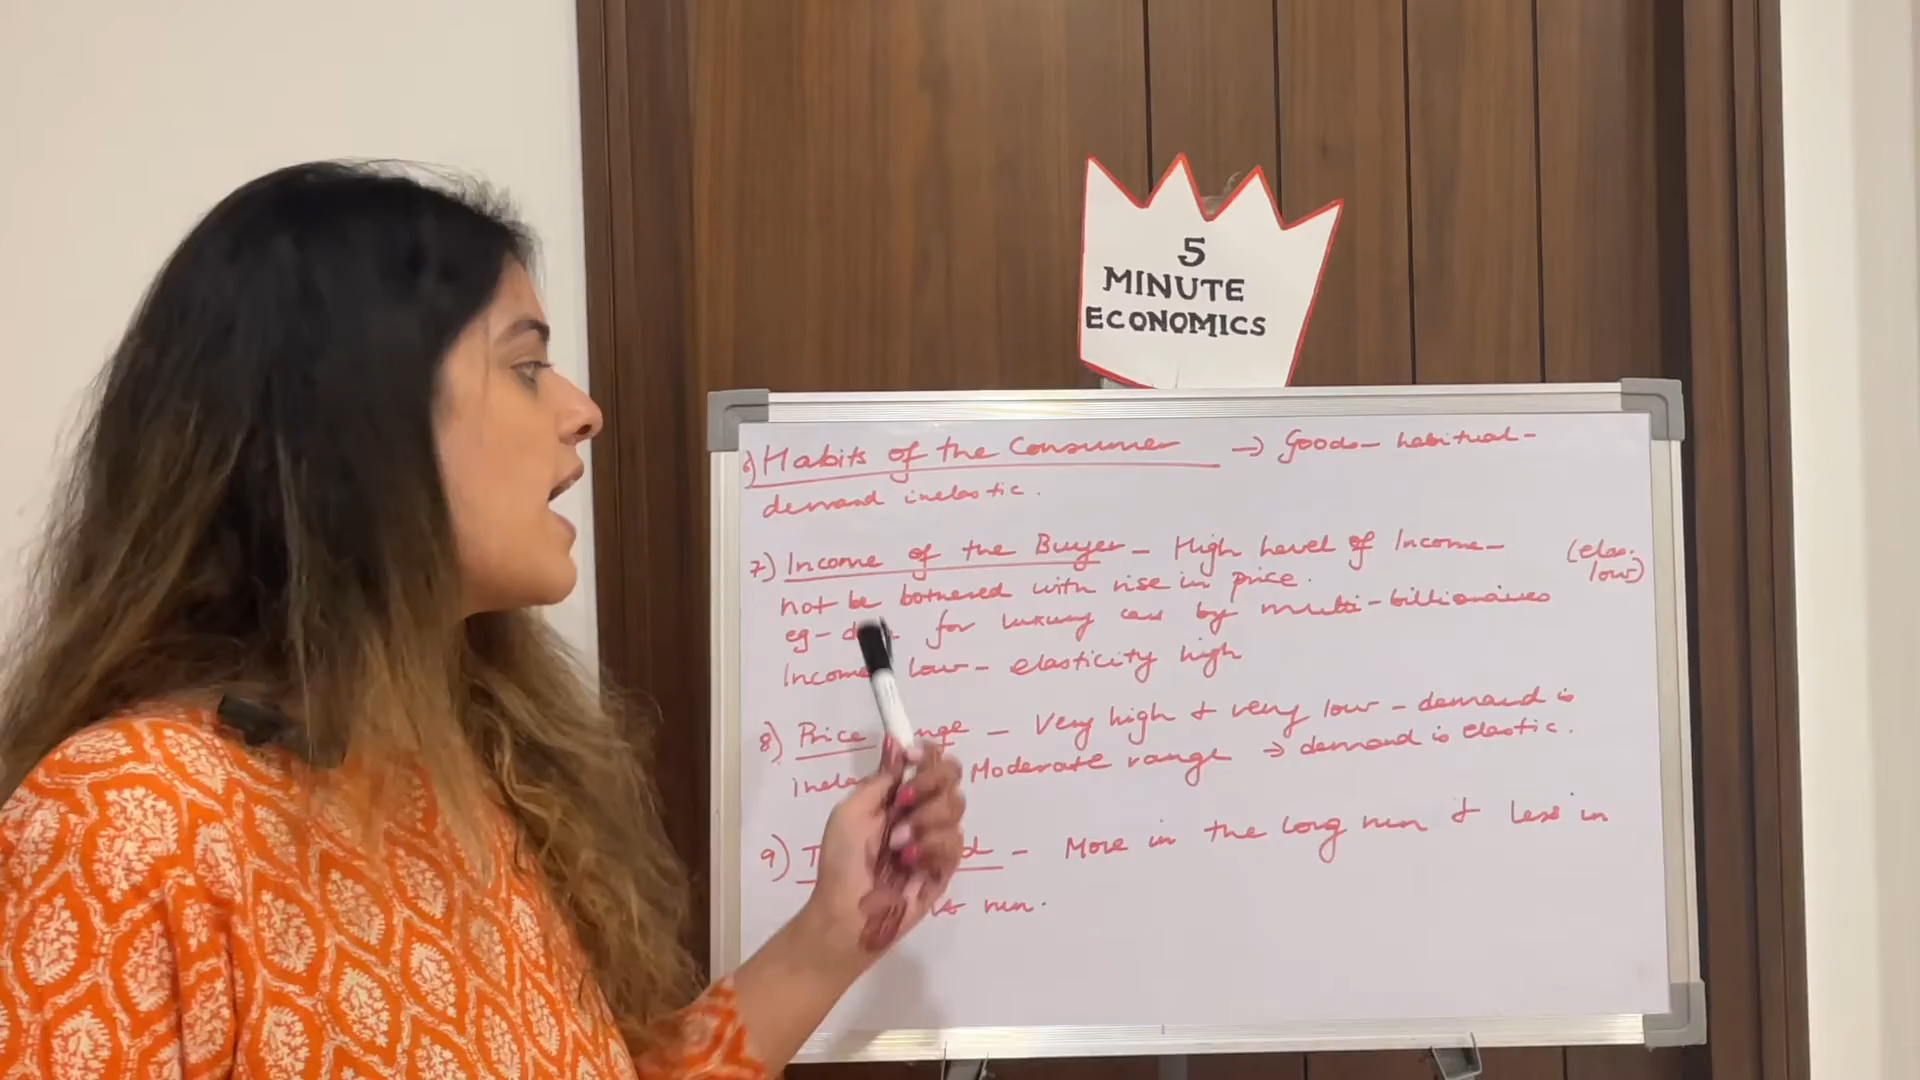 5
MINUTE
ECONOMICS
6) Habits of the Consumer → Goods - habitual -
demand inelastic.
7) Income of the Buyer - High Level of Income - (elas.
low)
not be bothered with rise in price.
eg - for luxury cars by multi-billionaires
Income low - elasticity high
8) Price - Very high & very low - demand is
Moderate range → demand is elastic.
9) - More in the long run & less in
run.